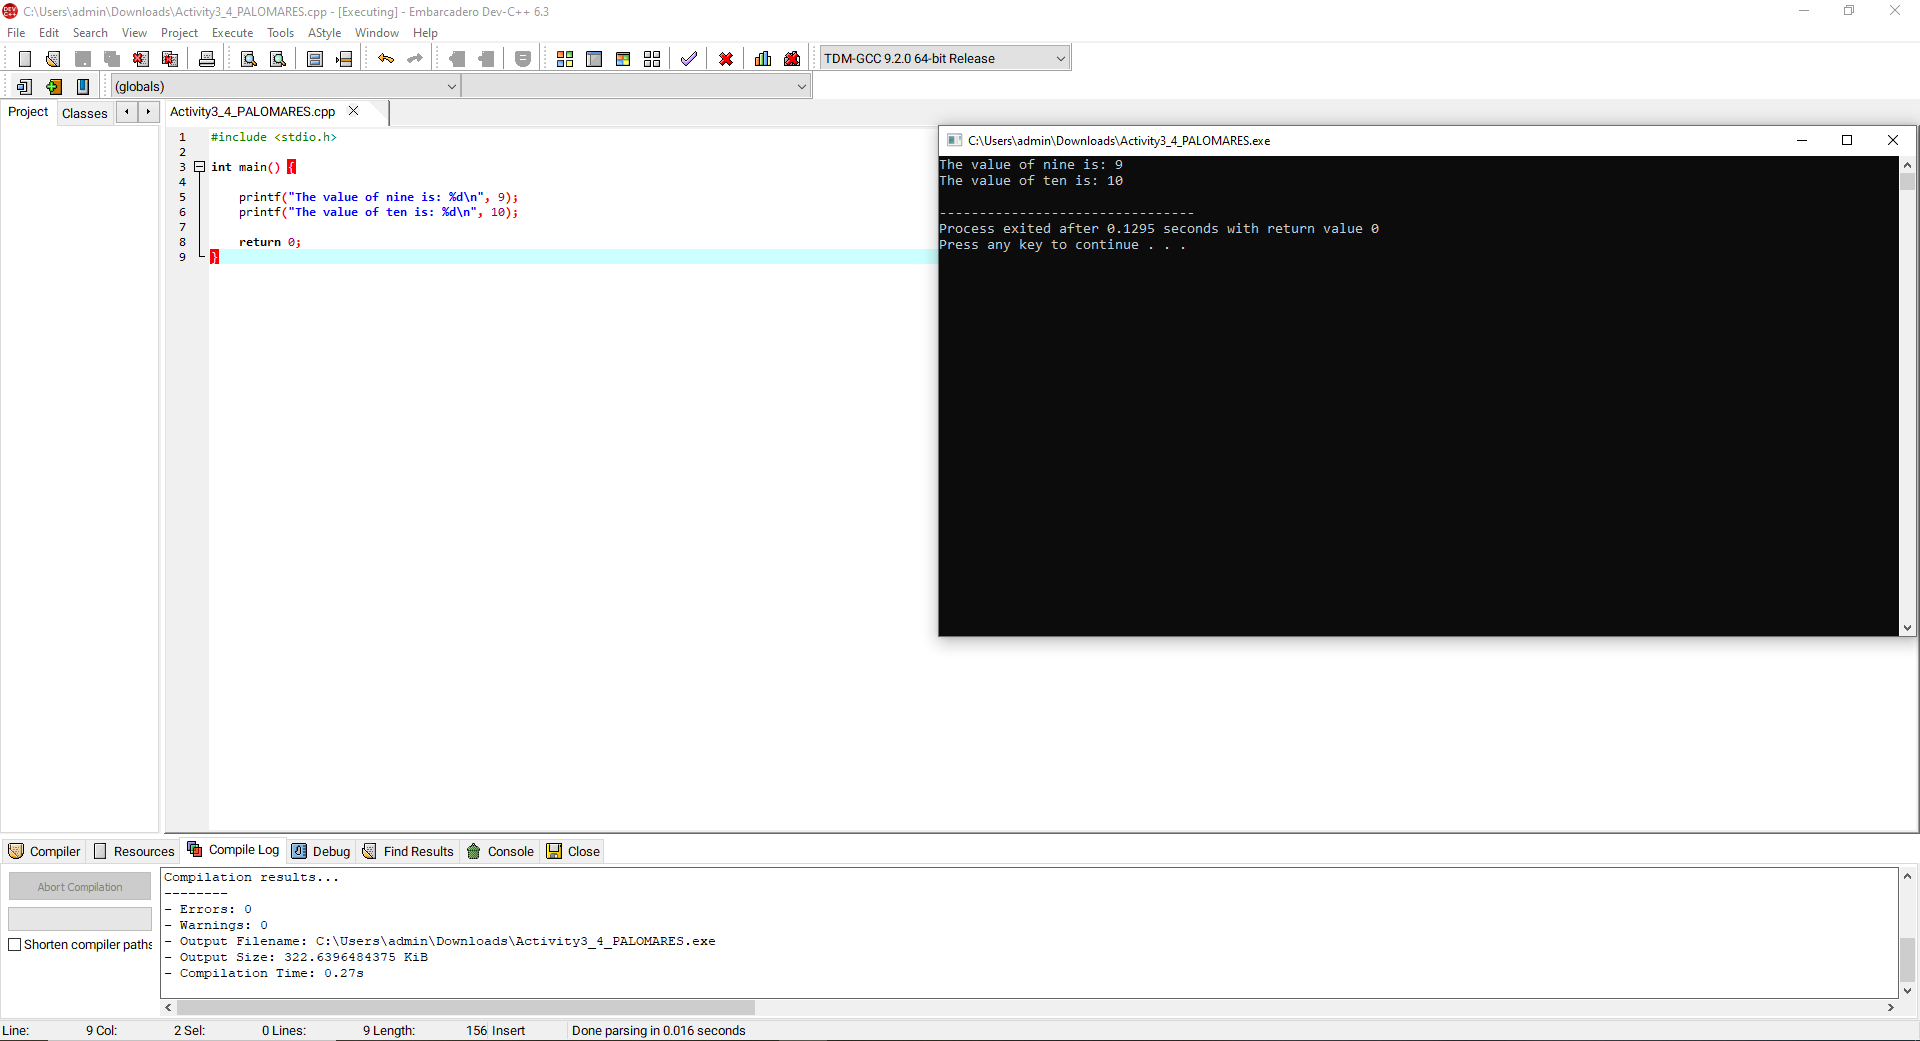 C:\Users\admin\Downloads\Activity3_4_PALOMARES.cpp - [Executing] - Embarcadero Dev-C++ 6.3
File Edit Search View Project Execute Tools AStyle Window Help
TDM-GCC 9.2.0 64-bit Release
(globals)
Project Classes
Activity3_4_PALOMARES.cpp
1 #include <stdio.h>
2
3 int main() {
4
5 printf("The value of nine is: %d\n", 9);
6 printf("The value of ten is: %d\n", 10);
7
8 return 0;
9 }
C:\Users\admin\Downloads\Activity3_4_PALOMARES.exe
The value of nine is: 9
The value of ten is: 10
--------------------------------
Process exited after 0.1295 seconds with return value 0
Press any key to continue . . .
Compiler Resources Compile Log Debug Find Results Console Close
Abort Compilation
Shorten compiler paths
Compilation results...
--------
- Errors: 0
- Warnings: 0
- Output Filename: C:\Users\admin\Downloads\Activity3_4_PALOMARES.exe
- Output Size: 322.6396484375 KiB
- Compilation Time: 0.27s
Line: 9 Col: 2 Sel: 0 Lines: 9 Length: 156 Insert Done parsing in 0.016 seconds